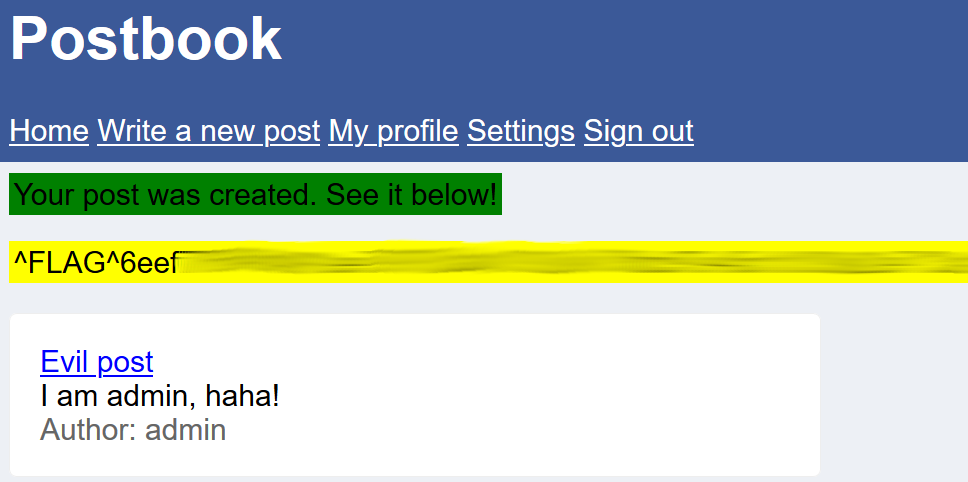 Postbook
Home Write a new post My profile Settings Sign out
Your post was created. See it below!
^FLAG^6eef
Evil post
I am admin, haha!
Author: admin